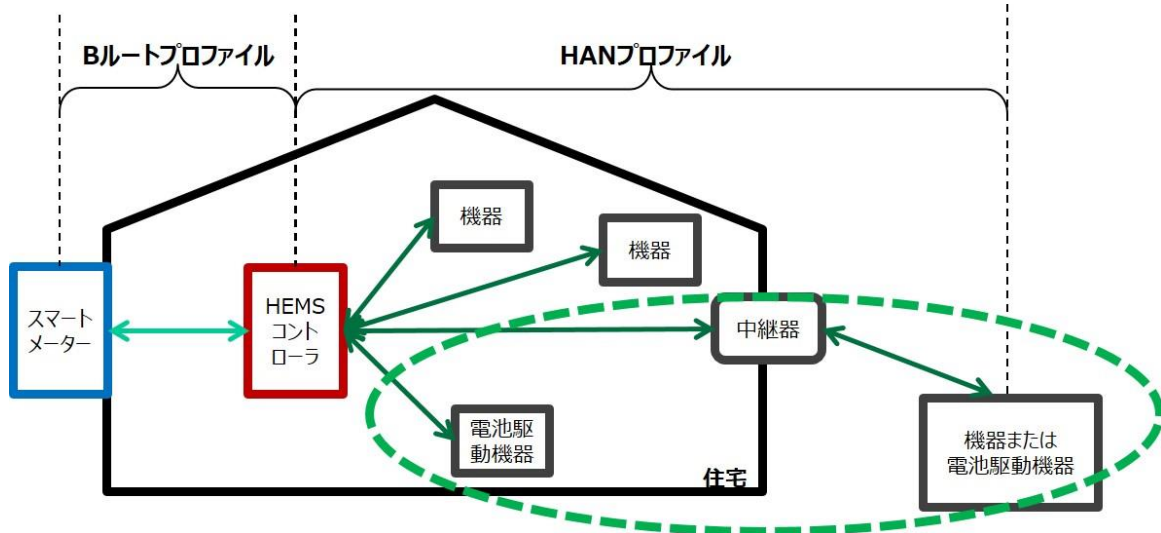 Bルートプロファイル
HANプロファイル
機器
機器
スマート
メーター
HEMS
コント
ローラ
中継器
電池駆
動機器
機器または
電池駆動機器
住宅